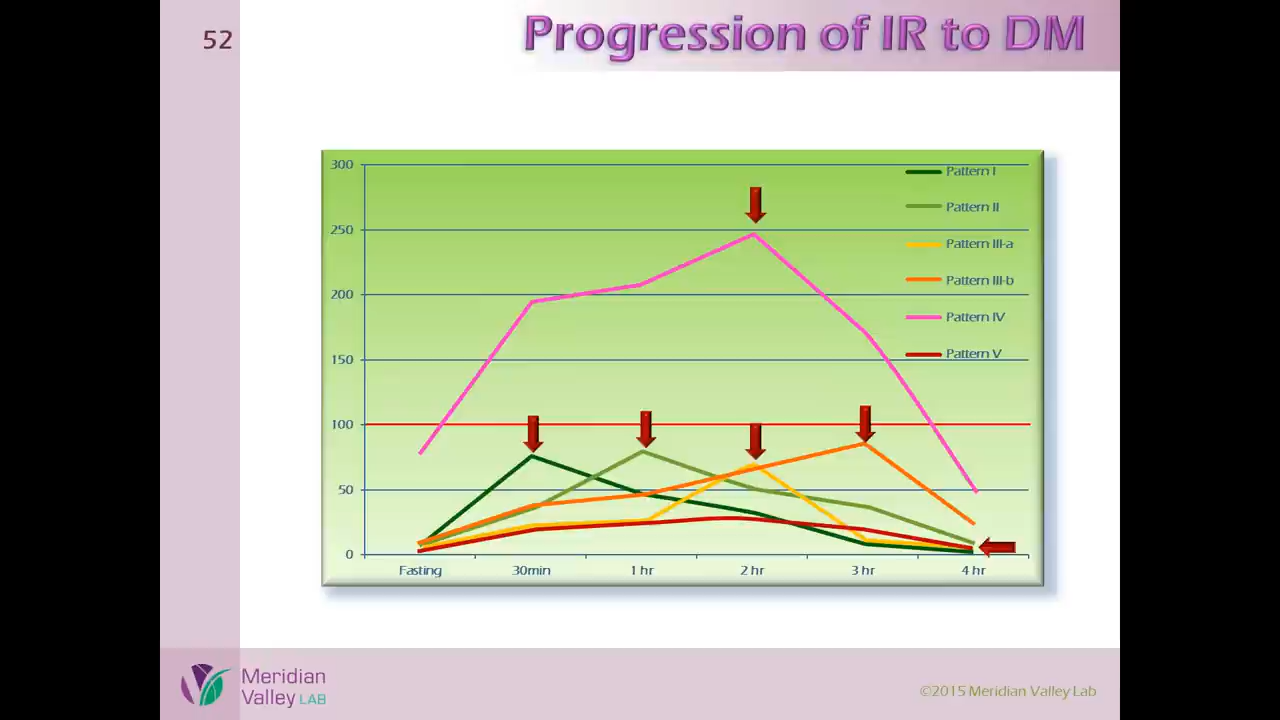 52
Progression of IR to DM
300
250
200
150
100
50
0
Pattern I
Pattern II
Pattern III-a
Pattern III-b
Pattern IV
Pattern V
Fasting 30min 1 hr 2 hr 3 hr 4 hr
Meridian
Valley LAB
©2015 Meridian Valley Lab